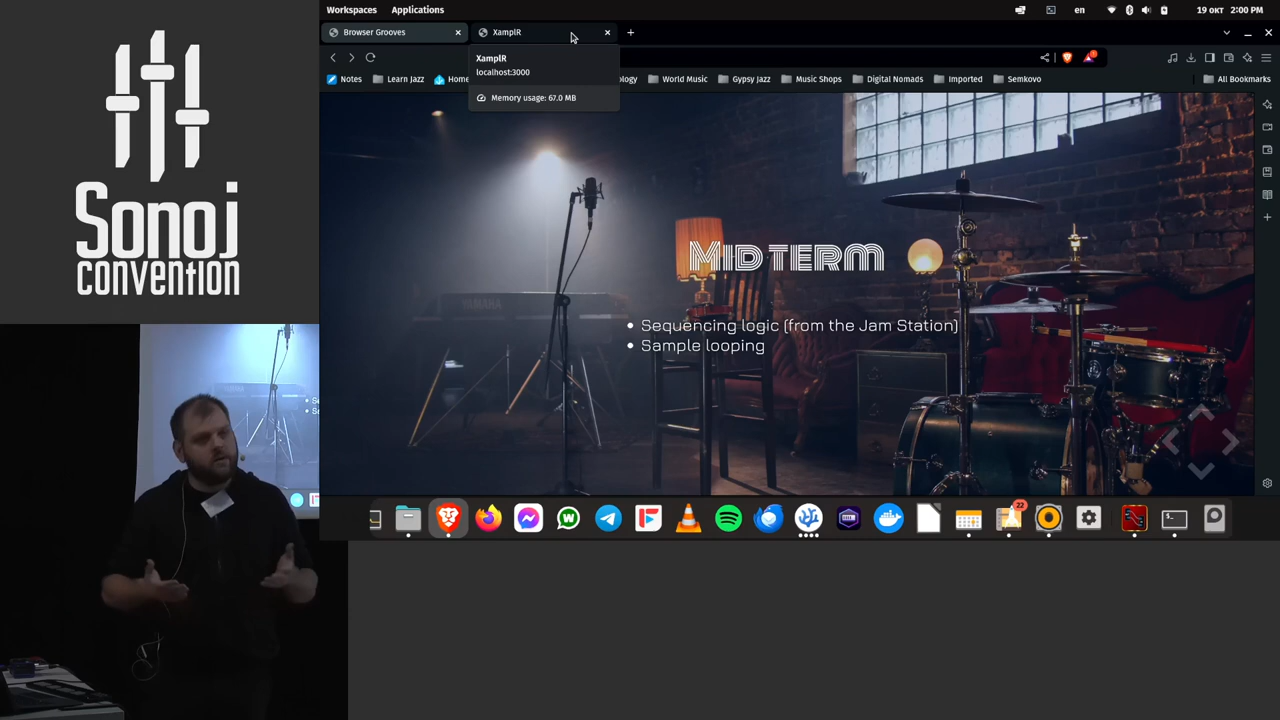 Sonoj
convention
Workspaces Applications
en
19 окт 2:00 PM
Browser Grooves
XamplR
XamplR
localhost:3000
Memory usage: 67.0 MB
Notes
Learn Jazz
Home
ology
World Music
Gypsy Jazz
Music Shops
Digital Nomads
Imported
Semkovo
All Bookmarks
YAMAHA
MIDTERM
• Sequencing logic (from the Jam Station)
• Sample looping
22